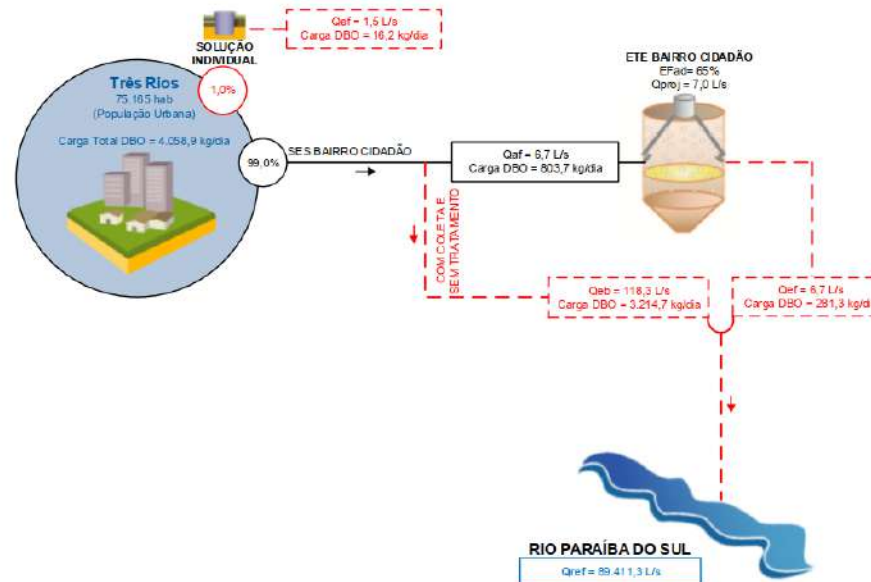 Qef = 1,5 L/s
Carga DBO = 16,2 kg/dia
SOLUÇÃO
INDIVIDUAL
1,0%
Três Rios
75.165 hab
(População Urbana)
Carga Total DBO = 4.058,9 kg/dia
99,0%
SES BAIRRO CIDADÃO
Qaf = 6,7 L/s
Carga DBO = 803,7 kg/dia
ETE BAIRRO CIDADÃO
EFad= 65%
Qproj = 7,0 L/s
COM COLETA E
SEM TRATAMENTO
Qeb = 118,3 L/s
Carga DBO = 3.214,7 kg/dia
Qef = 6,7 L/s
Carga DBO = 281,3 kg/di
RIO PARAÍBA DO SUL
Qref = 89.411,3 L/s